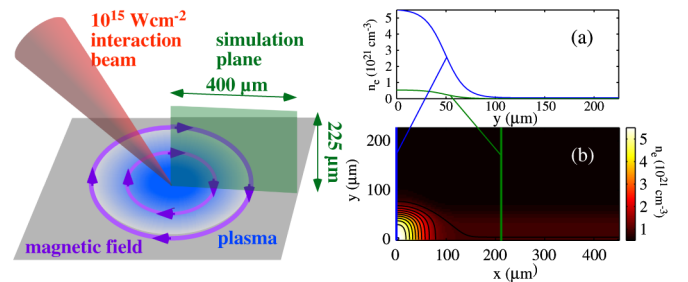 10¹⁵ Wcm⁻²
interaction
beam
simulation
plane
400 μm
225 μm
magnetic field
plasma
(a)
nₑ (10²¹ cm⁻³)
5
4
3
2
1
0
0 50 100 150 200
y (μm)
(b)
y (μm)
200
100
0
0 100 200 300 400
x (μm)
5
4
3
2
1
nₑ (10²¹ cm⁻³)